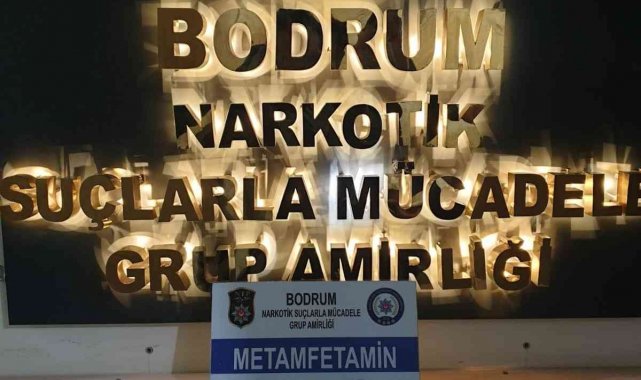 BODRUM
NARKOTİK
SUÇLARLA MÜCADELE
GRUP AMİRLİĞİ
BODRUM
NARKOTİK SUÇLARLA MÜCADELE
GRUP AMİRLİĞİ
METAMFETAMİN